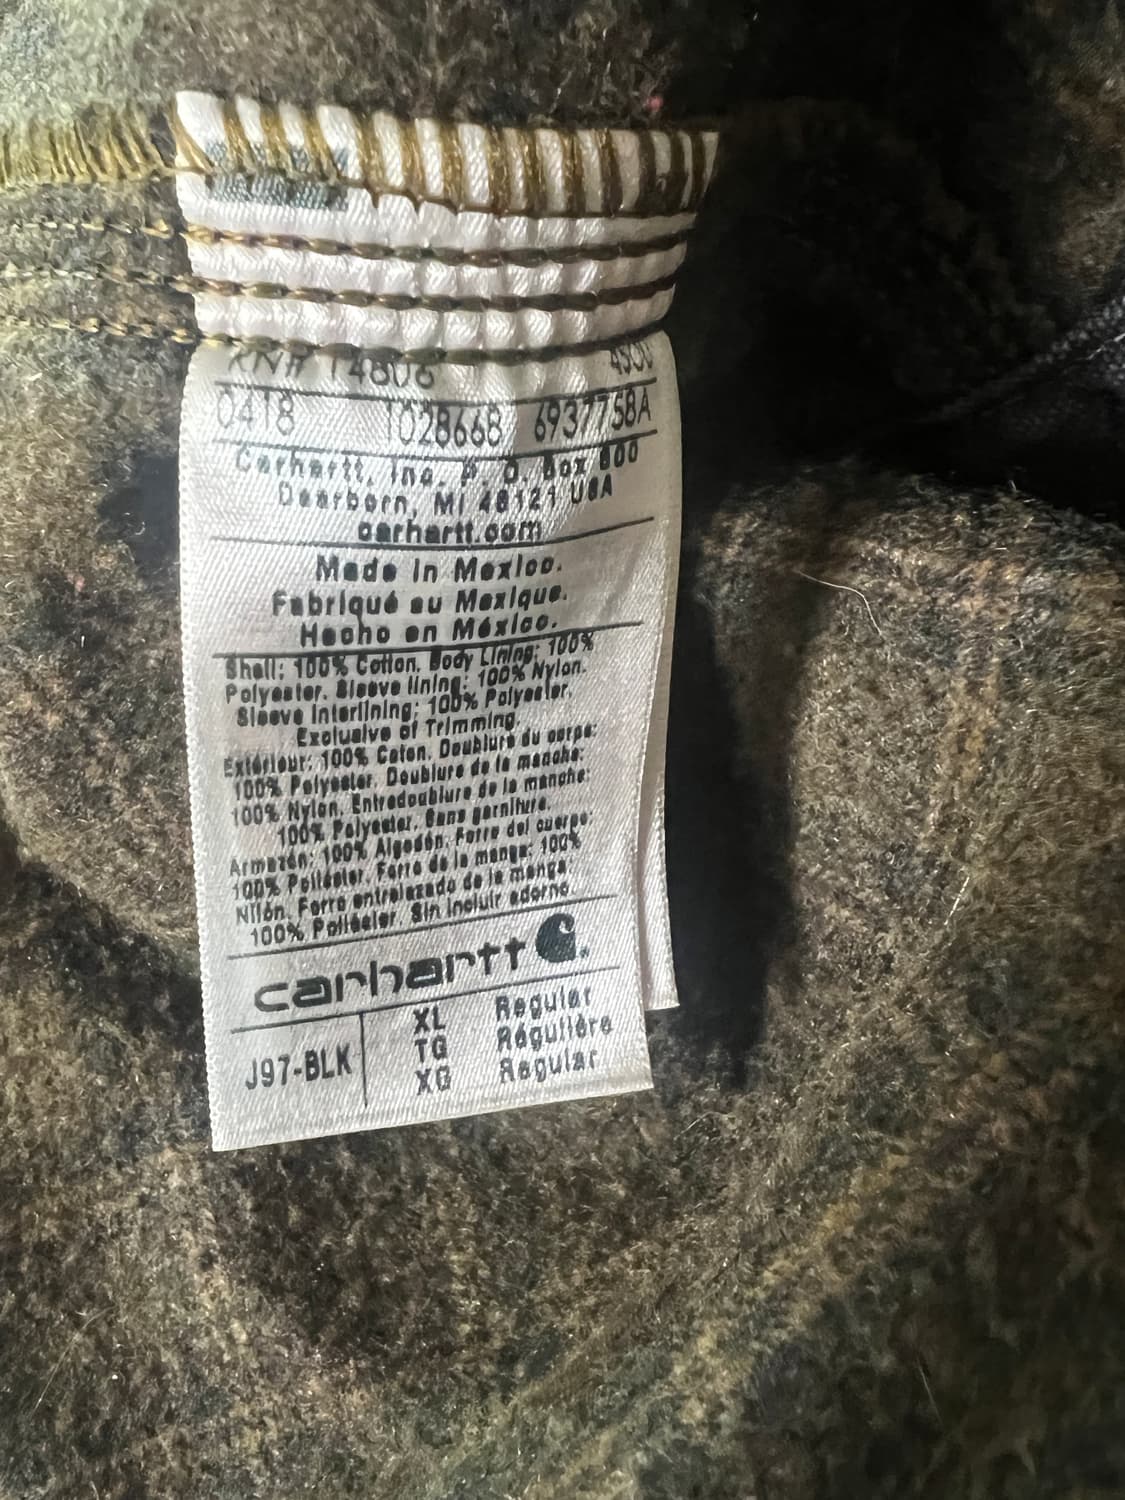 RN# 14806 4500
0418 1028668 6937758A
Carhartt, Inc. P. O. Box 600
Dearborn, MI 48121 USA
carhartt.com
Made in Mexico.
Fabriqué au Mexique.
Hecho en México.
Shell: 100% Cotton. Body Lining: 100%
Polyester. Sleeve lining: 100% Nylon.
Sleeve Interlining: 100% Polyester.
Exclusive of Trimming.
Extérieur: 100% Coton. Doublure du corps:
100% Polyester. Doublure de la manche:
100% Nylon. Entredoublure de la manche:
100% Polyester. Sans garniture.
Armazón: 100% Algodón. Forro del cuerpo:
100% Poliéster. Forro de la manga: 100%
Nilón. Forro entrelazado de la manga
100% Poliéster. Sin incluir adorno.
carhartt
J97-BLK XL Regular
TG Régulière
XG Regular